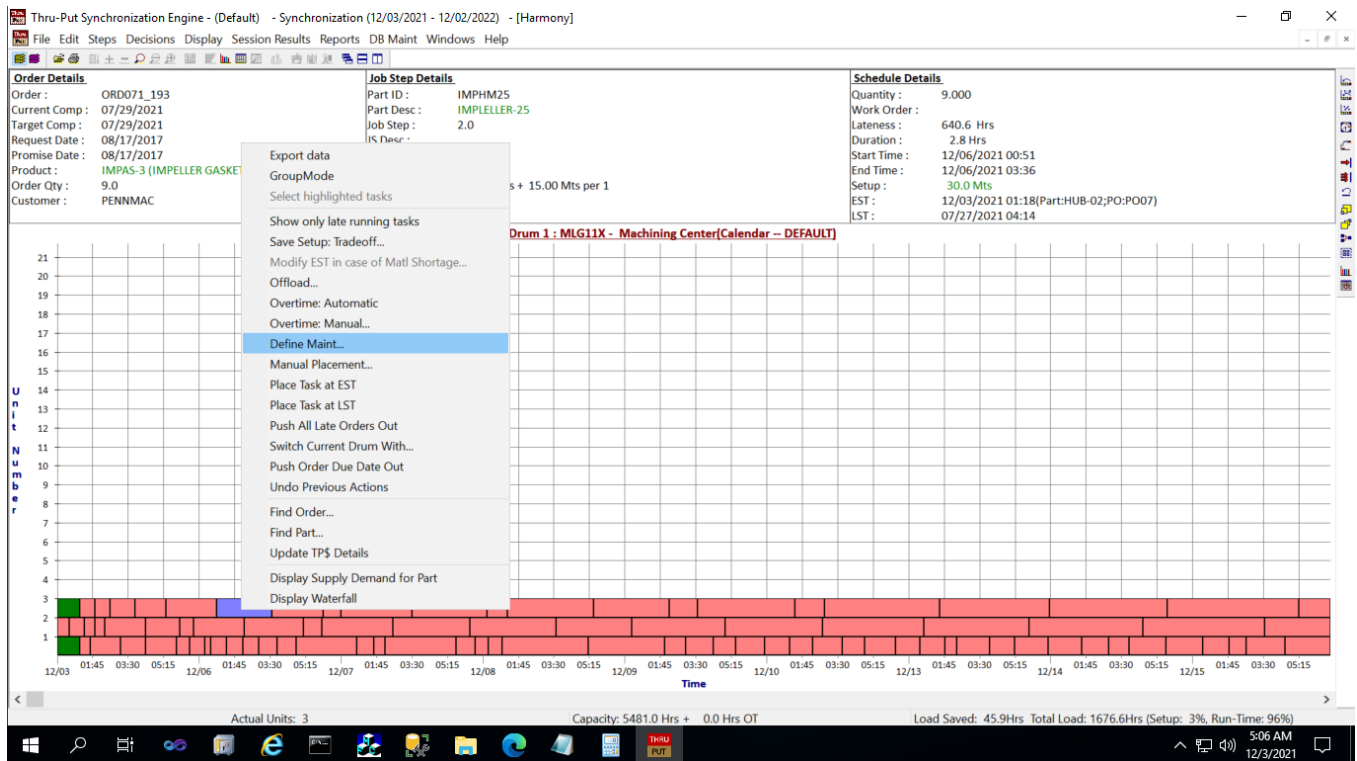 Thru-Put Synchronization Engine - (Default) - Synchronization (12/03/2021 - 12/02/2022) - [Harmony]
File Edit Steps Decisions Display Session Results Reports DB Maint Windows Help
Order Details
Order : ORD071_193
Current Comp : 07/29/2021
Target Comp : 07/29/2021
Request Date : 08/17/2017
Promise Date : 08/17/2017
Product : IMPAS-3 (IMPELLER GASKET
Order Qty : 9.0
Customer : PENNMAC
Job Step Details
Part ID : IMPHM25
Part Desc : IMPLELLER-25
Job Step : 2.0
JS Desc :
s + 15.00 Mts per 1
Schedule Details
Quantity : 9.000
Work Order :
Lateness : 640.6 Hrs
Duration : 2.8 Hrs
Start Time : 12/06/2021 00:51
End Time : 12/06/2021 03:36
Setup : 30.0 Mts
EST : 12/03/2021 01:18(Part:HUB-02;PO:PO07)
LST : 07/27/2021 04:14
Export data
GroupMode
Select highlighted tasks
Show only late running tasks
Save Setup: Tradeoff...
Modify EST in case of Matl Shortage...
Offload...
Overtime: Automatic
Overtime: Manual...
Define Maint...
Manual Placement...
Place Task at EST
Place Task at LST
Push All Late Orders Out
Switch Current Drum With...
Push Order Due Date Out
Undo Previous Actions
Find Order...
Find Part...
Update TP$ Details
Display Supply Demand for Part
Display Waterfall
Drum 1 : MLG11X - Machining Center(Calendar -- DEFAULT)
Unit Number
21
20
19
18
17
16
15
14
13
12
11
10
9
8
7
6
5
4
3
2
1
12/03 01:45 03:30 05:15 12/06 01:45 03:30 05:15 12/07 01:45 03:30 05:15 12/08 01:45 03:30 05:15 12/09 01:45 03:30 05:15 12/10 01:45 03:30 05:15 12/13 01:45 03:30 05:15 12/14 01:45 03:30 05:15 12/15 01:45 03:30 05:15
Time
Actual Units: 3 Capacity: 5481.0 Hrs + 0.0 Hrs OT Load Saved: 45.9Hrs Total Load: 1676.6Hrs (Setup: 3%, Run-Time: 96%)
THRU
PUT
5:06 AM
12/3/2021